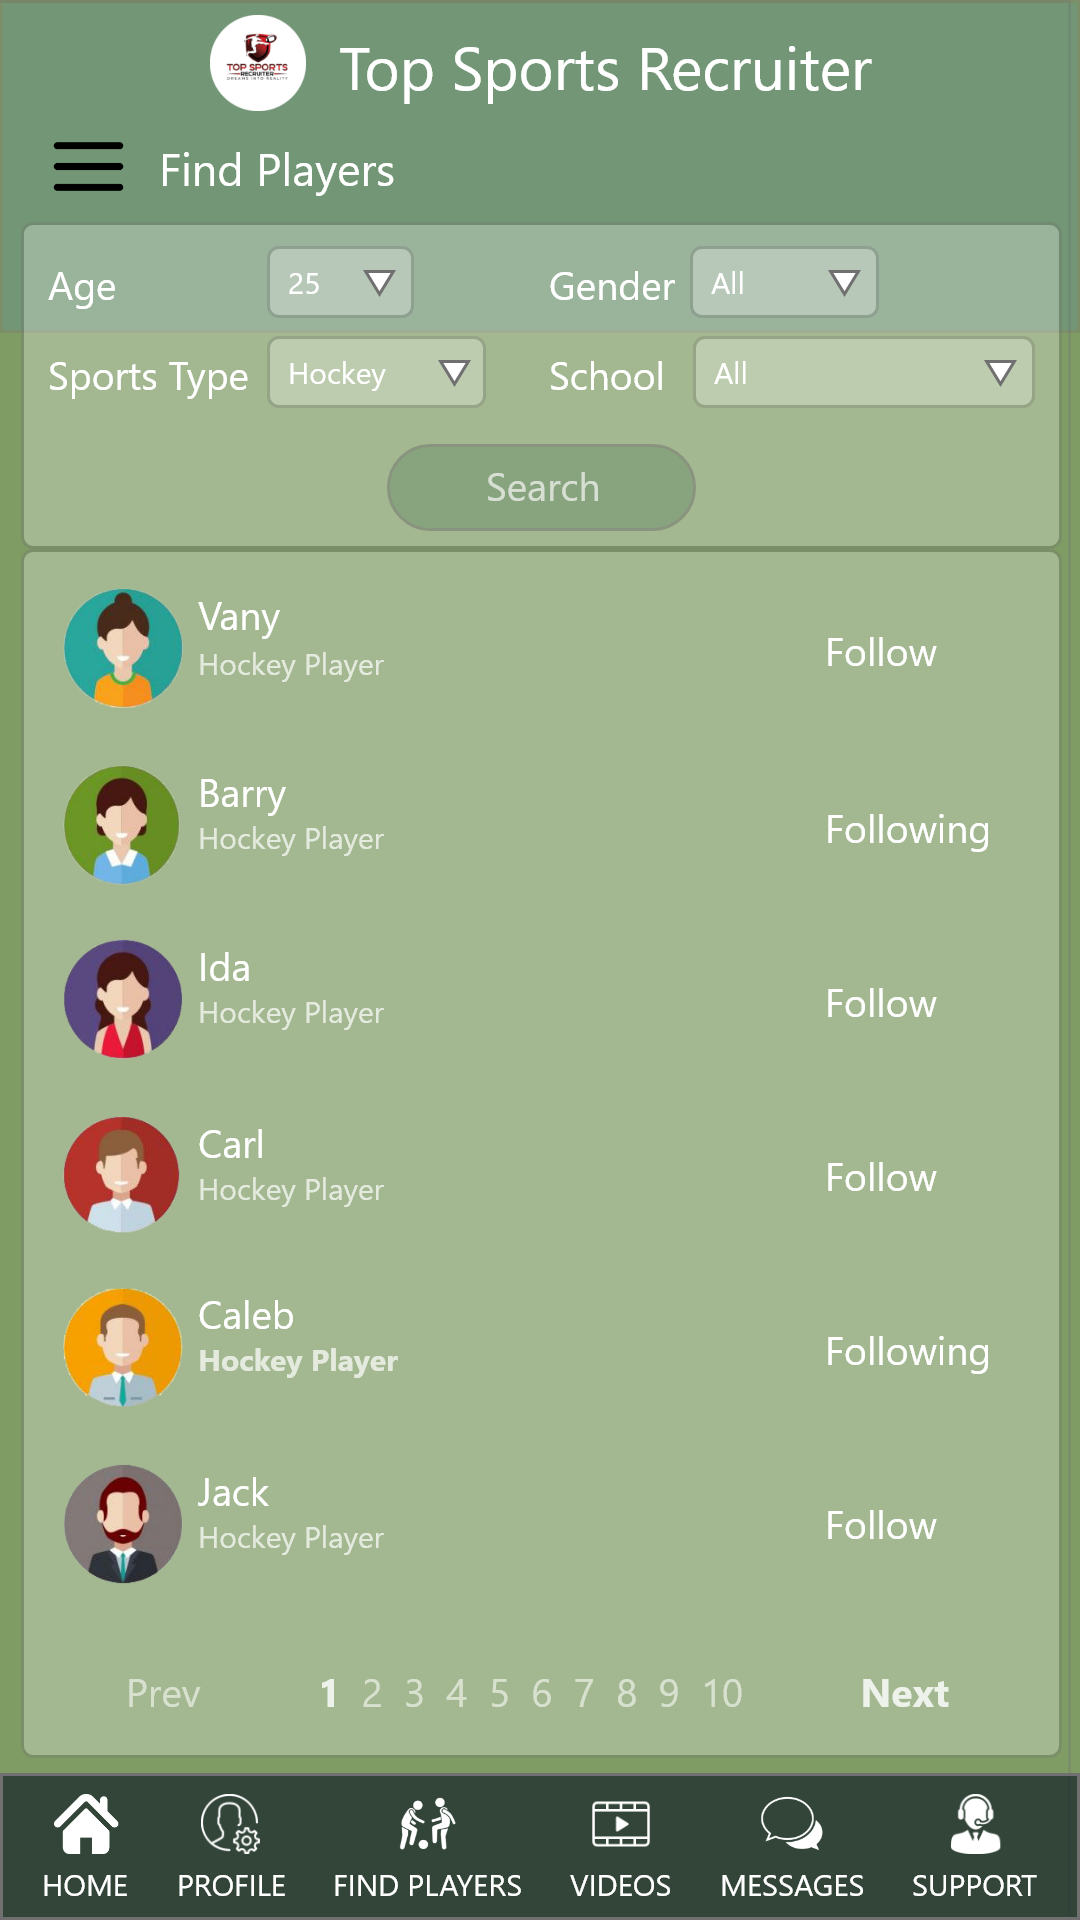 TOP SPORTS
RECRUITER
DREAMS INTO REALITY
Top Sports Recruiter
Find Players
Age 25 Gender All
Sports Type Hockey School All
Search
Vany
Hockey Player
Follow
Barry
Hockey Player
Following
Ida
Hockey Player
Follow
Carl
Hockey Player
Follow
Caleb
Hockey Player
Following
Jack
Hockey Player
Follow
Prev 1 2 3 4 5 6 7 8 9 10 Next
HOME PROFILE FIND PLAYERS VIDEOS MESSAGES SUPPORT